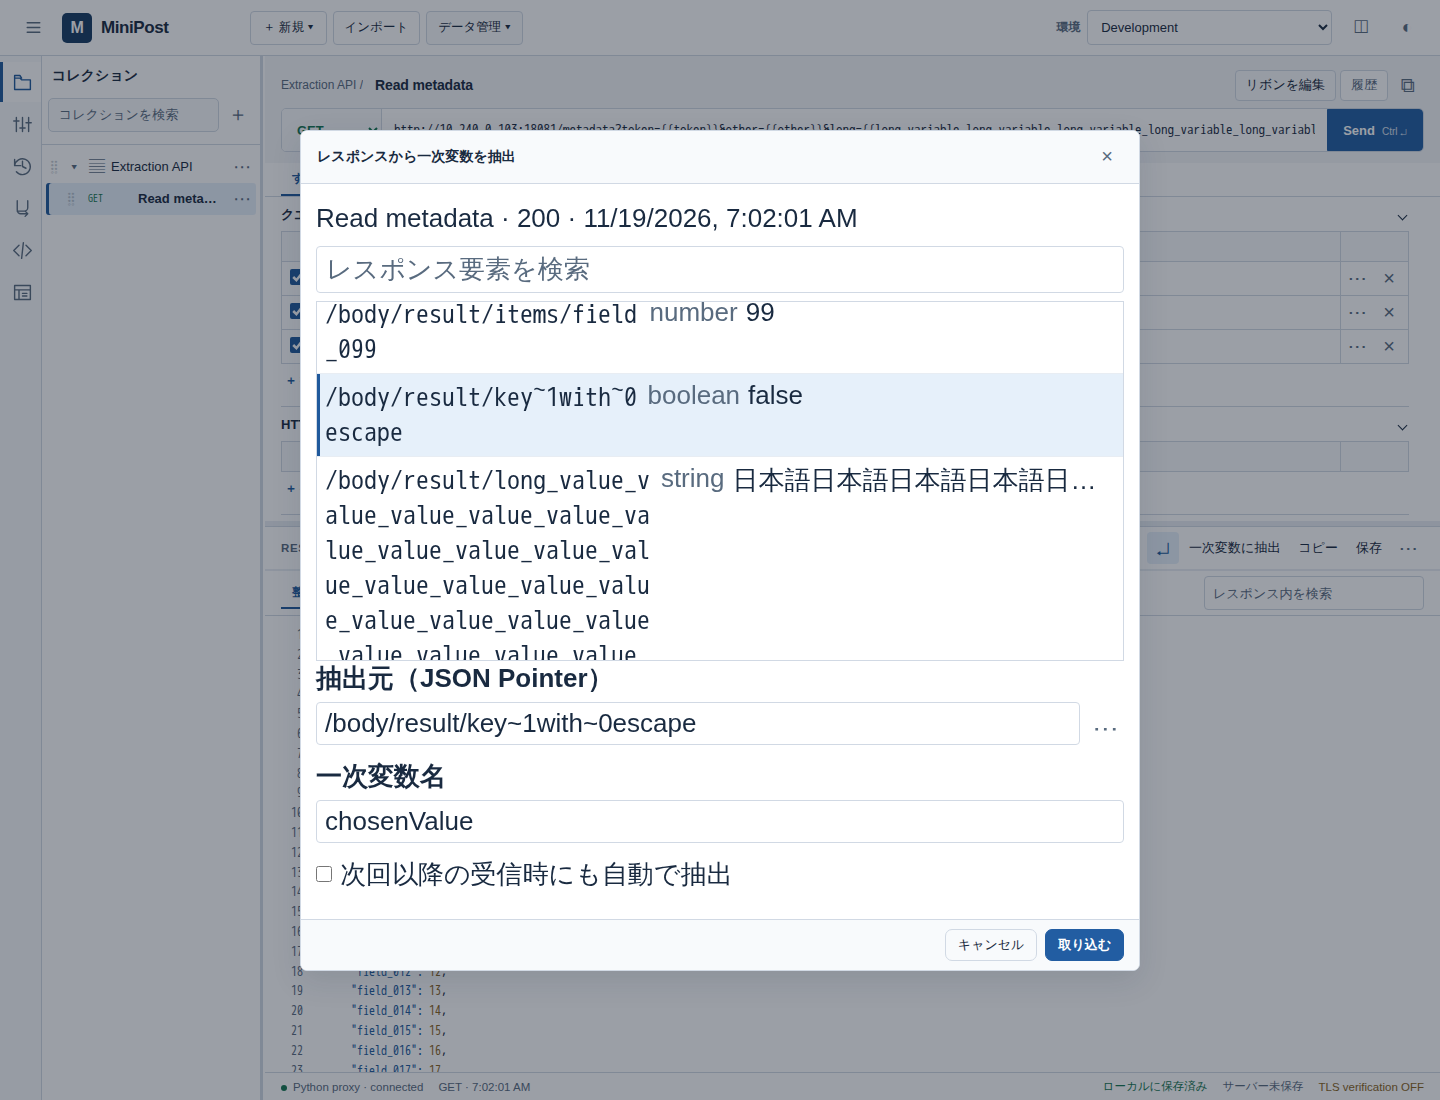 M MiniPost
＋ 新規 ▾
インポート
データ管理 ▾
環境
Development
コレクション
コレクションを検索
Extraction API
GET Read meta…
Extraction API / Read metadata
リボンを編集
履歴
Send Ctrl
レスポンスから一次変数を抽出
Read metadata · 200 · 11/19/2026, 7:02:01 AM
レスポンス要素を検索
/body/result/items/field number 99
_099
/body/result/key~1with~0 boolean false
escape
/body/result/long_value_v string 日本語日本語日本語日本語日…
alue_value_value_value_va
lue_value_value_value_val
ue_value_value_value_valu
e_value_value_value_value
_value_value_value_value
抽出元（JSON Pointer）
/body/result/key~1with~0escape
一次変数名
chosenValue
次回以降の受信時にも自動で抽出
キャンセル
取り込む
一次変数に抽出
コピー
保存
レスポンス内を検索
18 "field_012": 12,
19 "field_013": 13,
20 "field_014": 14,
21 "field_015": 15,
22 "field_016": 16,
23 "field_017": 17
Python proxy · connected GET · 7:02:01 AM
ローカルに保存済み サーバー未保存 TLS verification OFF